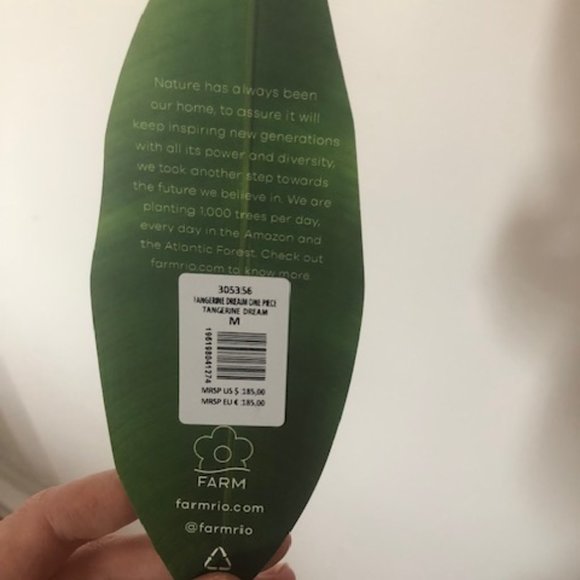 Nature has always been
our home, to assure it will
keep inspiring new generations
with all its power and diversity,
we took another step towards
the future we believe in. We are
planting 1,000 trees per day,
every day in the Amazon and
the Atlantic Forest. Check out
farmrio.com to know more.
305356
TANGERINE DREAM ONE PIECE
TANGERINE DREAM
M
196198041274
MRSP US $ :185,00
MRSP EU € :185,00
FARM
farmrio.com
@farmrio